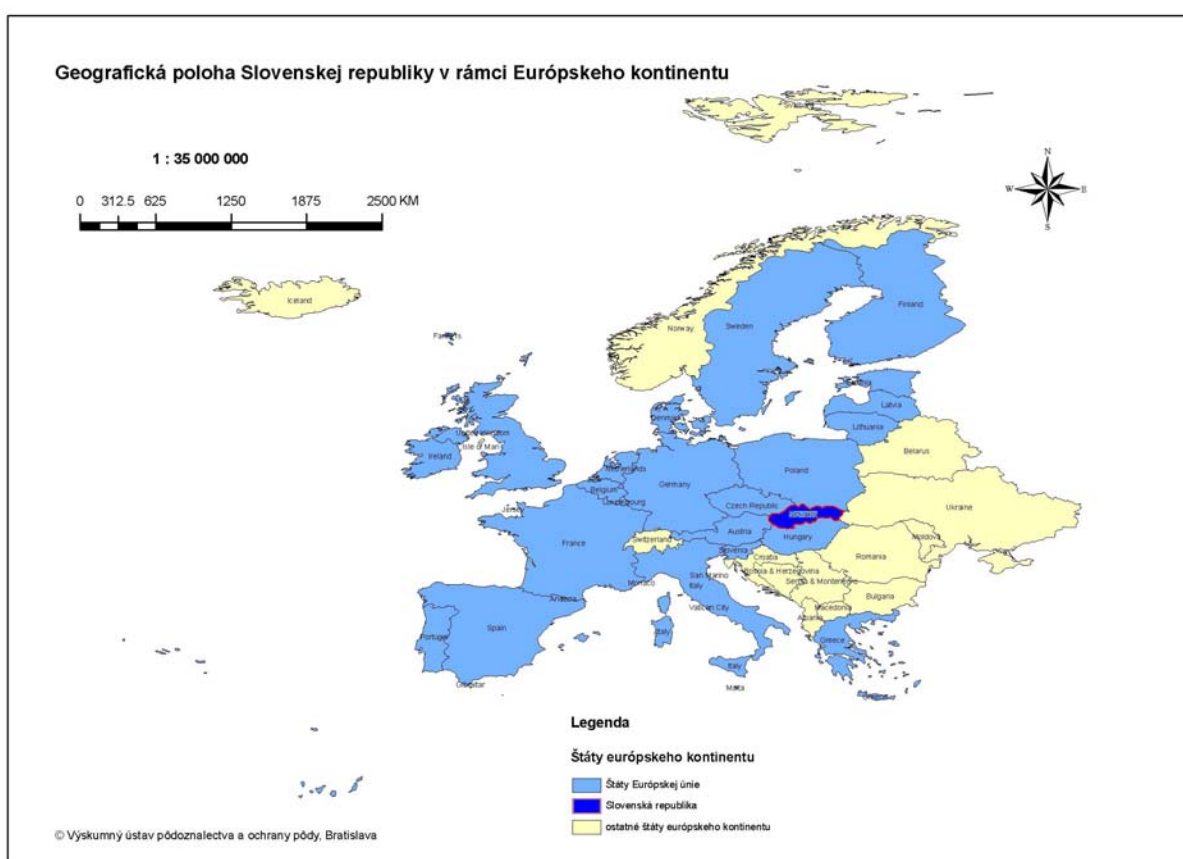 Geografická poloha Slovenskej republiky v rámci Európskeho kontinentu
1 : 35 000 000
0 312.5 625 1250 1875 2500 KM
N
W E
S
Iceland
Norway
Sweden
Finland
Latvia
Lithuania
Denmark
Isle of Man
Ireland
Belarus
Netherlands
Poland
Belgium
Germany
Luxembourg
Czech Republic
Jersey
Ukraine
Austria
France
Switzerland
Hungary
Moldova
Slovenia
Croatia
Romania
Bosnia & Herzegovina
San Marino
Serbia & Montenegro
Monaco
Italy
Bulgaria
Andorra
Vatican City
Macedonia
Albania
Spain
Portugal
Italy
Greece
Italy
Gibraltar
Malta
Legenda
Štáty európskeho kontinentu
Štáty Európskej únie
Slovenská republika
ostatné štáty európskeho kontinentu
© Výskumný ústav pôdoznalectva a ochrany pôdy, Bratislava